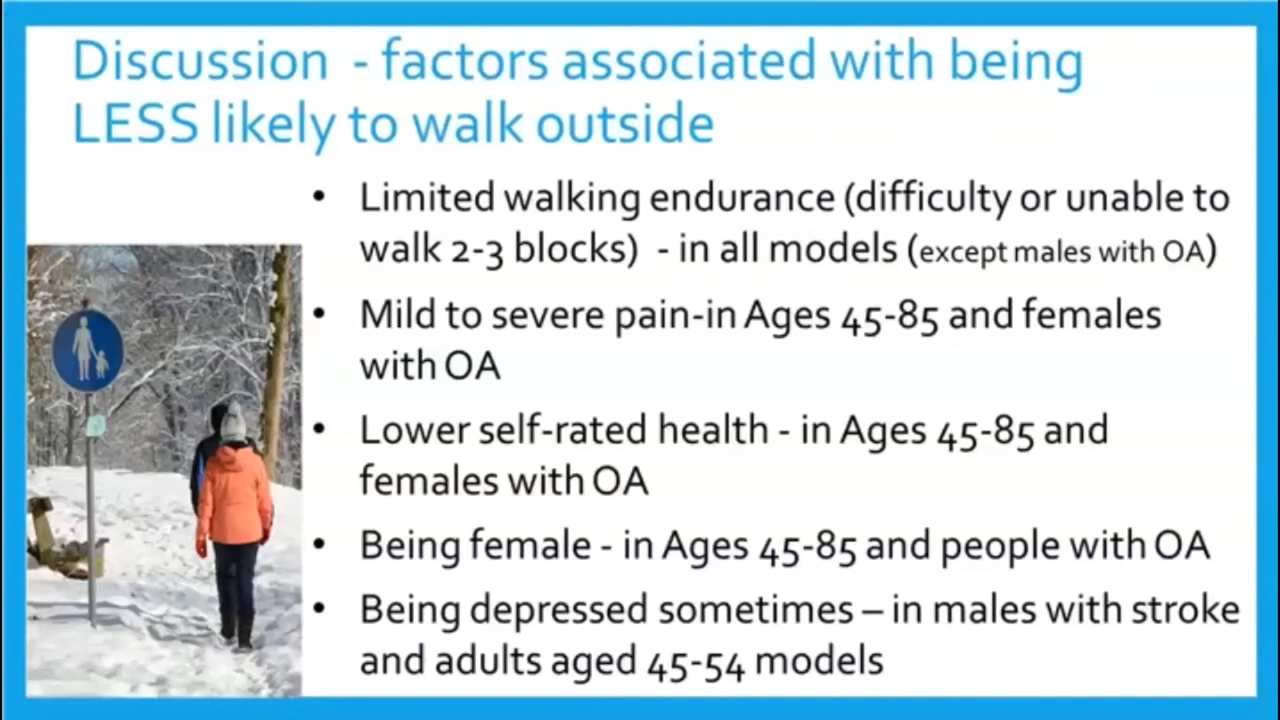 Discussion  - factors associated with being
LESS likely to walk outside
• Limited walking endurance (difficulty or unable to
walk 2-3 blocks)  - in all models (except males with OA)
• Mild to severe pain-in Ages 45-85 and females
with OA
• Lower self-rated health - in Ages 45-85 and
females with OA
• Being female - in Ages 45-85 and people with OA
• Being depressed sometimes – in males with stroke
and adults aged 45-54 models